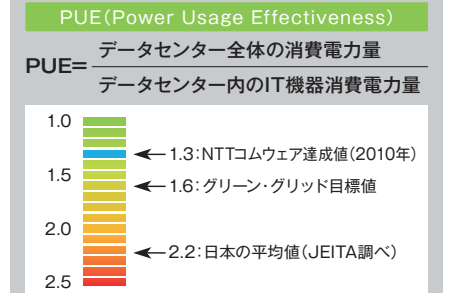 PUE(Power Usage Effectiveness)
PUE=データセンター全体の消費電力量
データセンター内のIT機器消費電力量
1.0
1.3:NTTコムウェア達成値(2010年)
1.5
1.6:グリーン・グリッド目標値
2.0
2.2:日本の平均値(JEITA調べ)
2.5